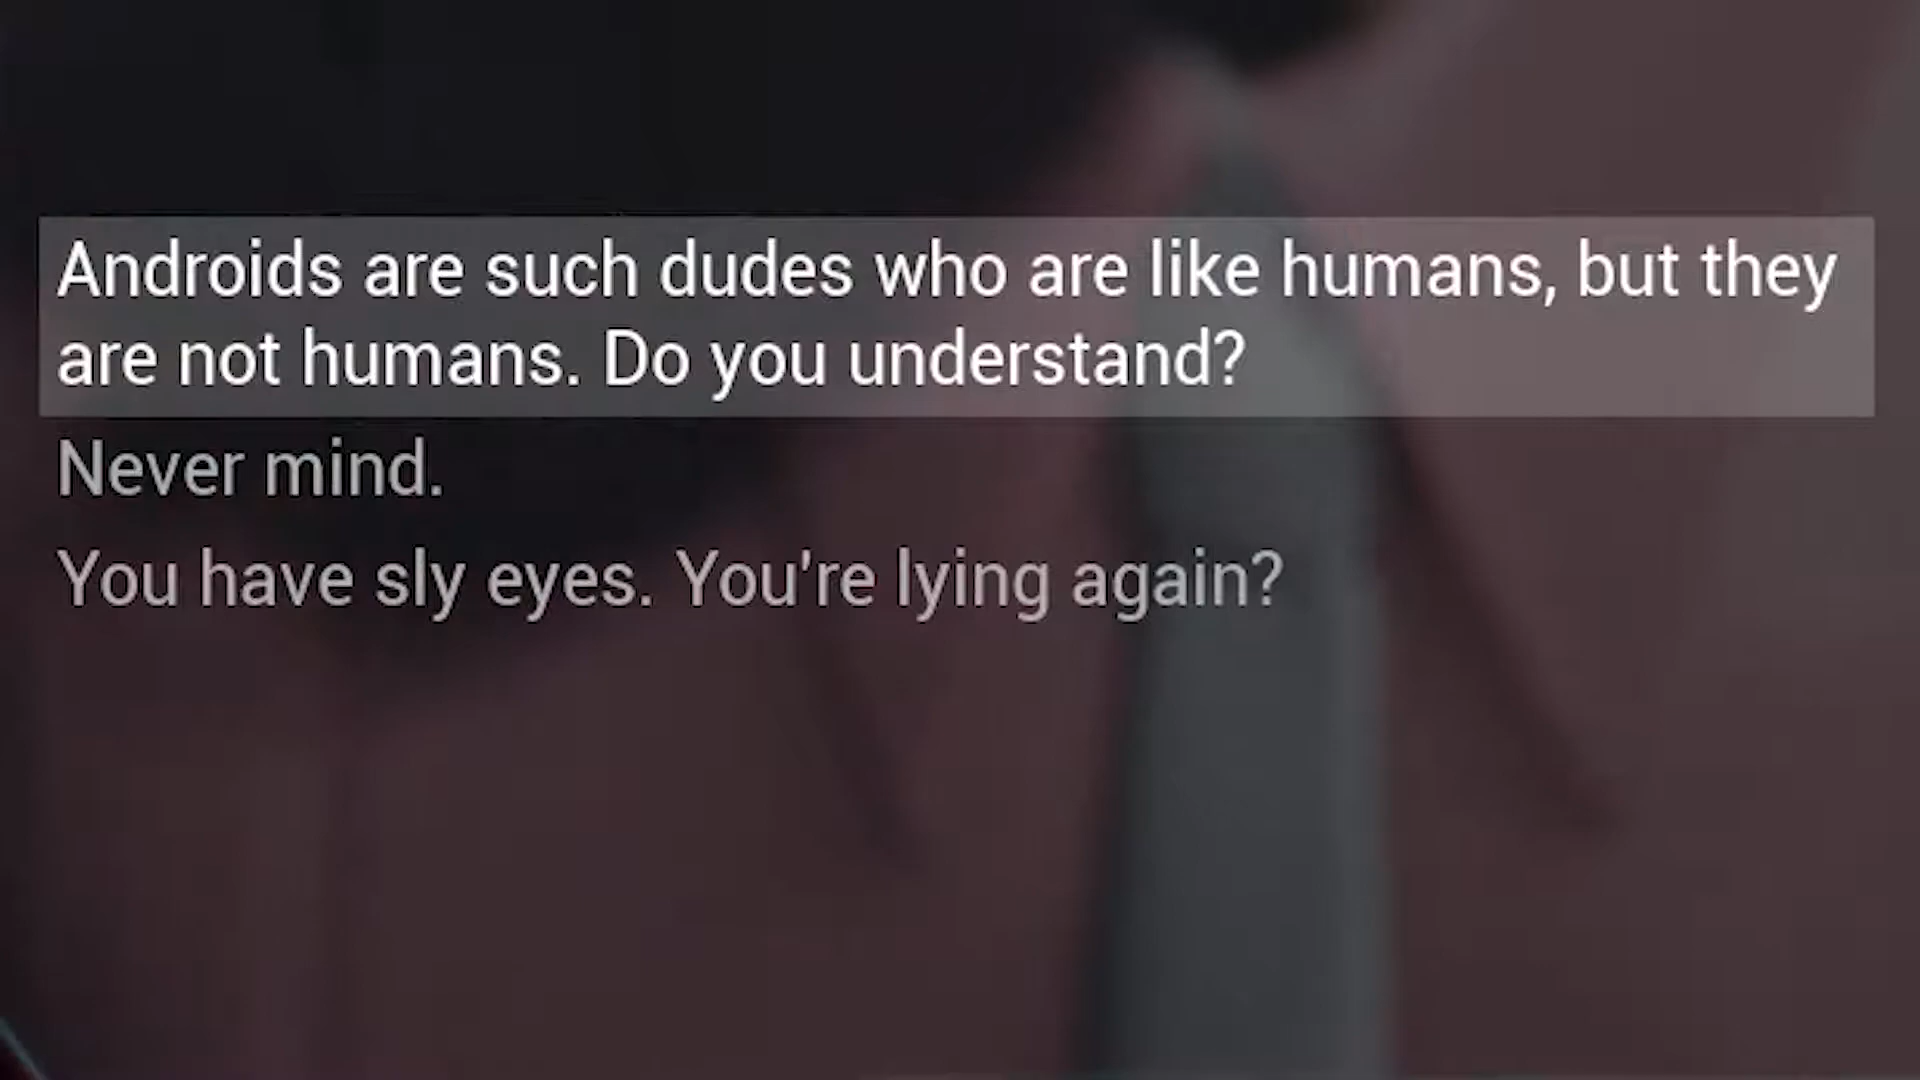 Androids are such dudes who are like humans, but they
are not humans. Do you understand?
Never mind.
You have sly eyes. You're lying again?